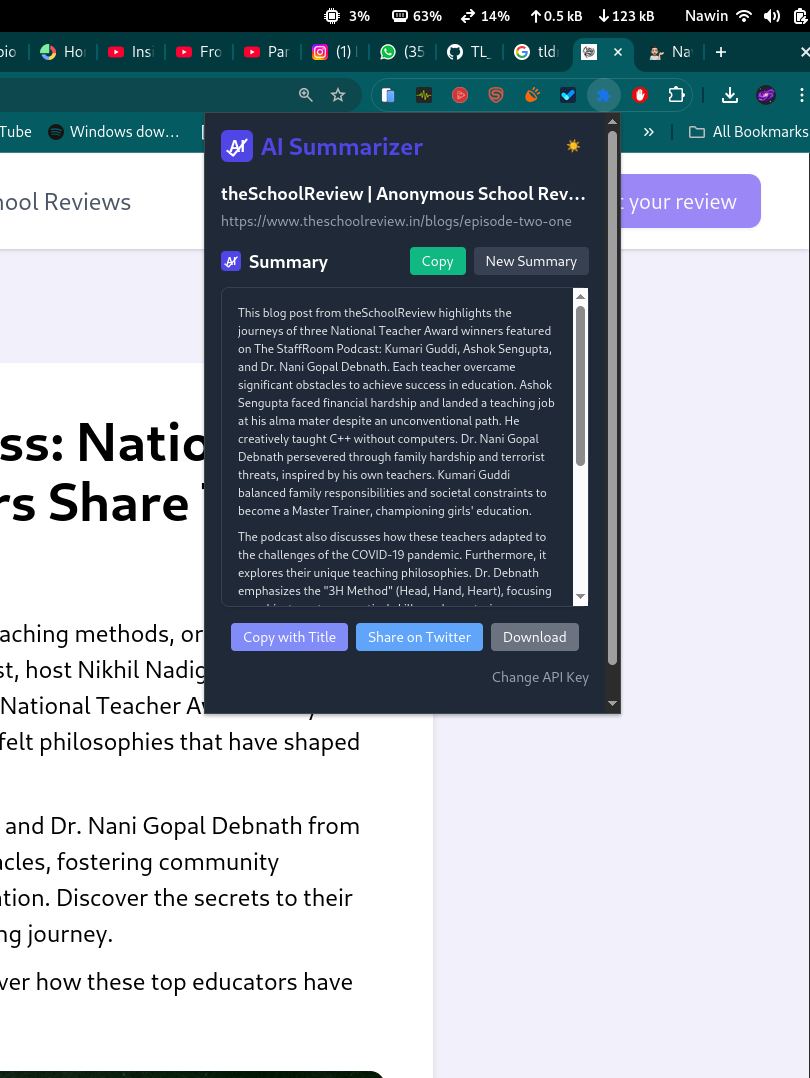 3% 63% 14% 0.5 kB 123 kB Nawin
Insi Fro Par (1) (35 TL_ tld Na
Tube Windows dow… » All Bookmarks
hool Reviews
t your review
AI Summarizer
theSchoolReview | Anonymous School Rev...
https://www.theschoolreview.in/blogs/episode-two-one
Summary Copy New Summary
This blog post from theSchoolReview highlights the
journeys of three National Teacher Award winners featured
on The StaffRoom Podcast: Kumari Guddi, Ashok Sengupta,
and Dr. Nani Gopal Debnath. Each teacher overcame
significant obstacles to achieve success in education. Ashok
Sengupta faced financial hardship and landed a teaching job
at his alma mater despite an unconventional path. He
creatively taught C++ without computers. Dr. Nani Gopal
Debnath persevered through family hardship and terrorist
threats, inspired by his own teachers. Kumari Guddi
balanced family responsibilities and societal constraints to
become a Master Trainer, championing girls' education.
The podcast also discusses how these teachers adapted to
the challenges of the COVID-19 pandemic. Furthermore, it
explores their unique teaching philosophies. Dr. Debnath
emphasizes the "3H Method" (Head, Hand, Heart), focusing
Copy with Title Share on Twitter Download
Change API Key
ss: Natio
rs Share
eaching methods, or
st, host Nikhil Nadig
National Teacher Aw
felt philosophies that have shaped
and Dr. Nani Gopal Debnath from
acles, fostering community
ation. Discover the secrets to their
ng journey.
ver how these top educators have